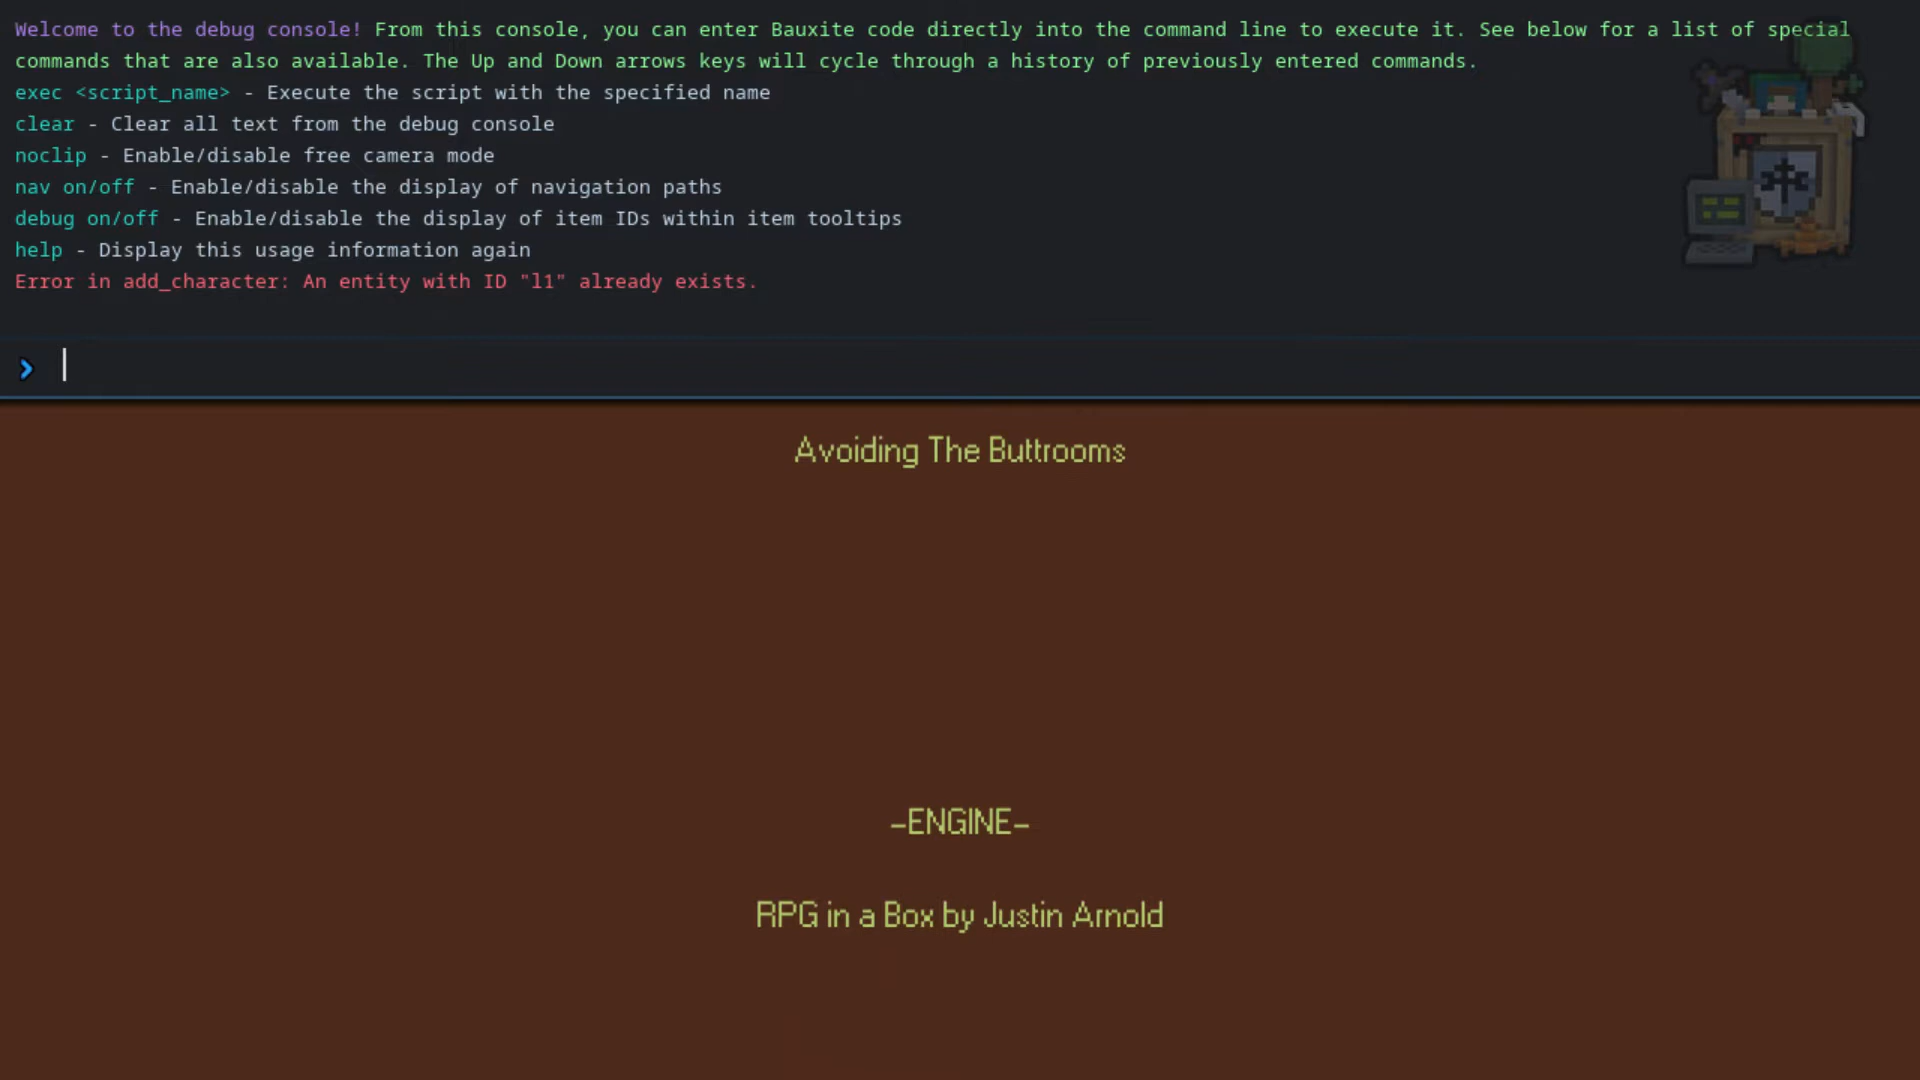 Welcome to the debug console! From this console, you can enter Bauxite code directly into the command line to execute it. See below for a list of special
commands that are also available. The Up and Down arrows keys will cycle through a history of previously entered commands.
exec <script_name> - Execute the script with the specified name
clear - Clear all text from the debug console
noclip - Enable/disable free camera mode
nav on/off - Enable/disable the display of navigation paths
debug on/off - Enable/disable the display of item IDs within item tooltips
help - Display this usage information again
Error in add_character: An entity with ID "l1" already exists.
Avoiding The Buttrooms
-ENGINE-
RPG in a Box by Justin Arnold